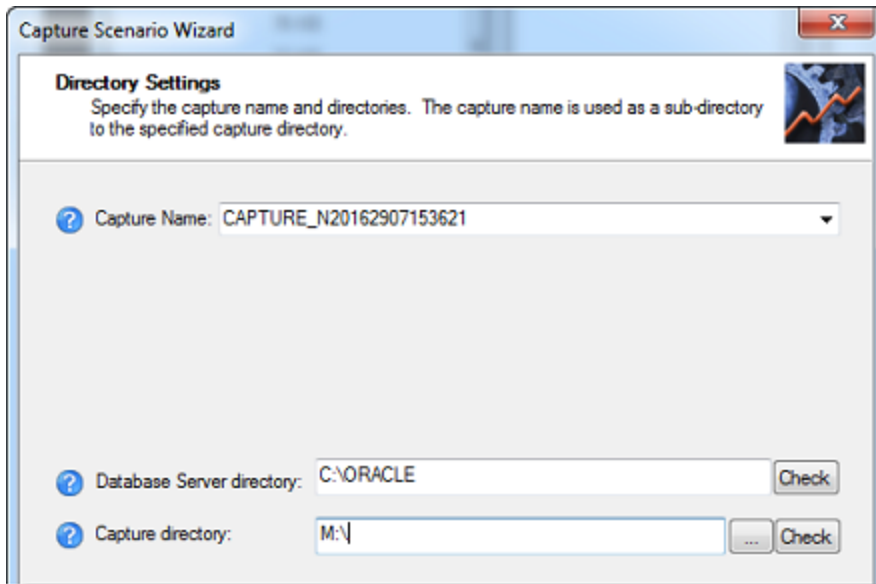 Capture Scenario Wizard
Directory Settings
Specify the capture name and directories. The capture name is used as a sub-directory
to the specified capture directory.
Capture Name: CAPTURE_N20162907153621
Database Server directory: C:\ORACLE Check
Capture directory: M:\ ... Check